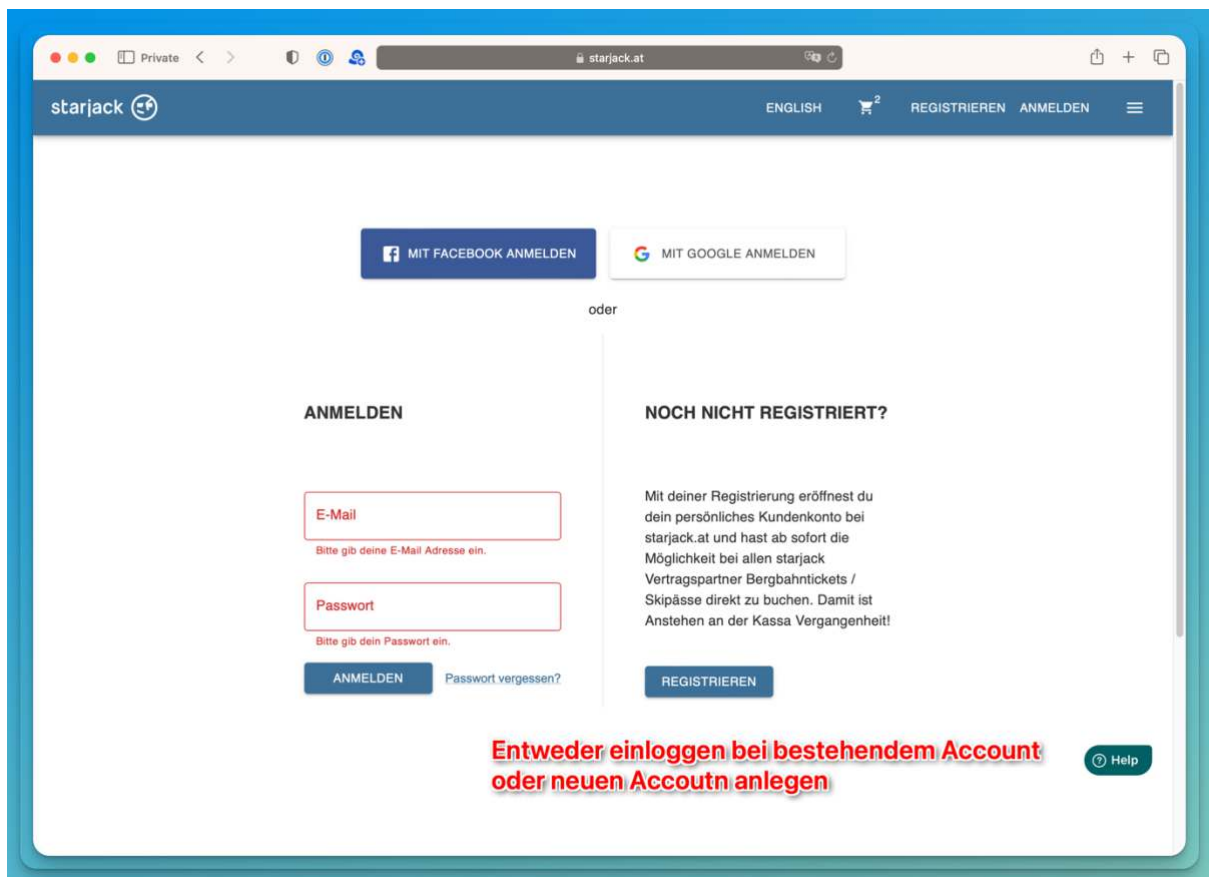 Private
starjack.at
starjack
ENGLISH
2
REGISTRIEREN
ANMELDEN
MIT FACEBOOK ANMELDEN
MIT GOOGLE ANMELDEN
oder
ANMELDEN
E-Mail
Bitte gib deine E-Mail Adresse ein.
Passwort
Bitte gib dein Passwort ein.
ANMELDEN
Passwort vergessen?
NOCH NICHT REGISTRIERT?
Mit deiner Registrierung eröffnest du
dein persönliches Kundenkonto bei
starjack.at und hast ab sofort die
Möglichkeit bei allen starjack
Vertragspartner Bergbahntickets /
Skipässe direkt zu buchen. Damit ist
Anstehen an der Kassa Vergangenheit!
REGISTRIEREN
Entweder einloggen bei bestehendem Account
oder neuen Accoutn anlegen
Help